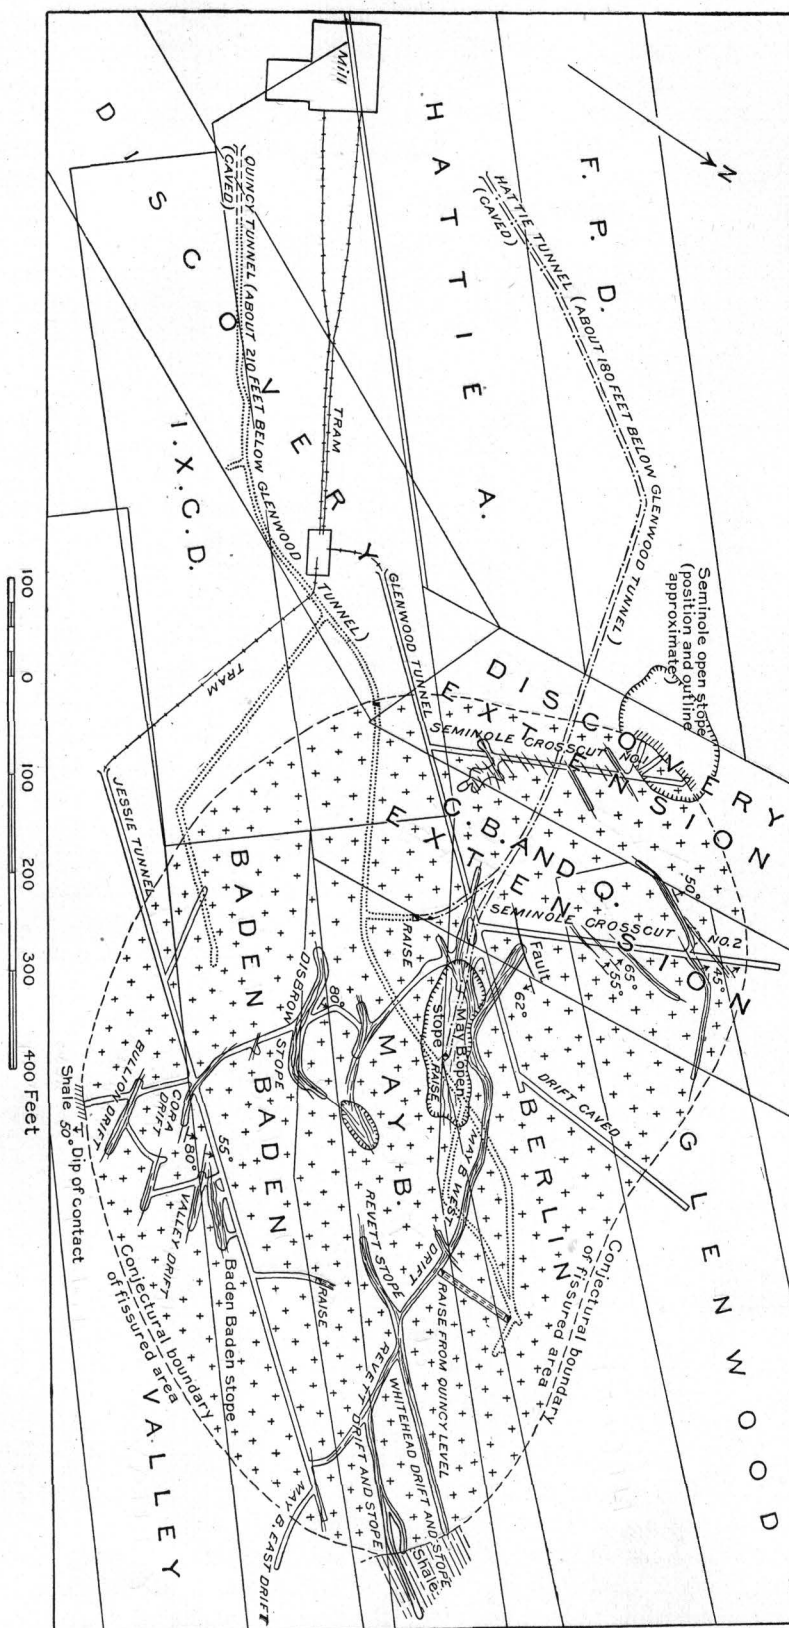 Mill
N
DISCOVERY
HATTIE A.
F. P. D.
HATTIE TUNNEL (ABOUT 180 FEET BELOW GLENWOOD TUNNEL)
(CAVED)
QUINCY TUNNEL (ABOUT 210 FEET BELOW GLENWOOD TUNNEL)
(CAVED)
TRAM
I.X.C.D.
TRAM
GLENWOOD TUNNEL
Seminole open stope
(position and outline
approximate)
DISCOVERY
EXTENSION
SEMINOLE CROSSCUT NO.1
C.B. AND Q.
EXTENSION
SEMINOLE CROSSCUT NO.2
50°
45°
65°
55°
Fault
62°
RAISE
JESSIE TUNNEL
BADEN BADEN
DISBROW STOPE
80°
MAY B.
May B. open
stope
RAISE
BERLIN
DRIFT CAVED
GLENWOOD
MAY B WEST DRIFT
REVETT STOPE
RAISE FROM QUINCY LEVEL
WHITEHEAD DRIFT AND STOPE
REVETT DRIFT AND STOPE
Shale
BULLION DRIFT
CORA
DRIFT
80°
55°
VALLEY DRIFT
Baden Baden stope
RAISE
Shale 50° Dip of contact
Conjectural boundary
of fissured area
Conjectural boundary
of fissured area
MAY B. EAST DRIFT
VALLEY
100 0 100 200 300 400 Feet